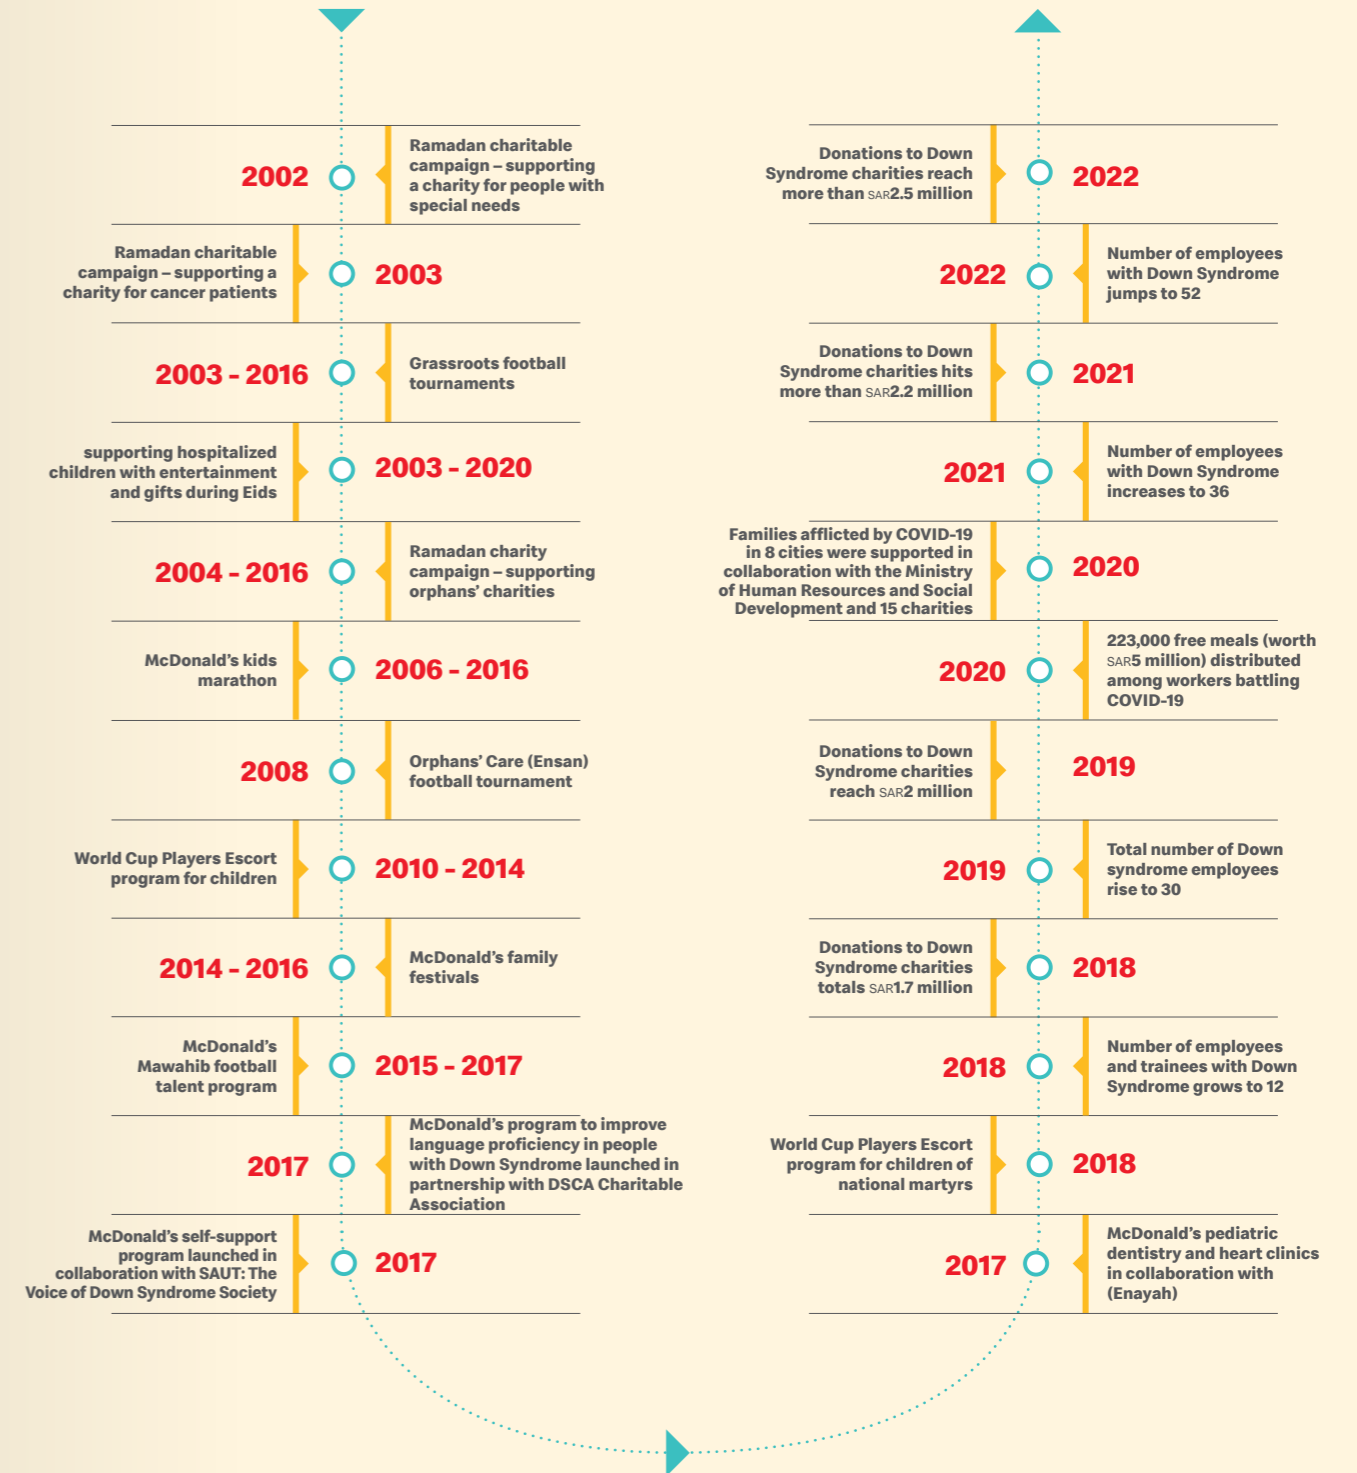 2002
Ramadan charitable
campaign – supporting
a charity for people with
special needs
Ramadan charitable
campaign – supporting a
charity for cancer patients
2003
2003 - 2016
Grassroots football
tournaments
supporting hospitalized
children with entertainment
and gifts during Eids
2003 - 2020
2004 - 2016
Ramadan charity
campaign – supporting
orphans’ charities
McDonald’s kids
marathon
2006 - 2016
2008
Orphans’ Care (Ensan)
football tournament
World Cup Players Escort
program for children
2010 - 2014
2014 - 2016
McDonald’s family
festivals
McDonald’s
Mawahib football
talent program
2015 - 2017
2017
McDonald’s program to improve
language proficiency in people
with Down Syndrome launched in
partnership with DSCA Charitable
Association
McDonald’s self-support
program launched in
collaboration with SAUT: The
Voice of Down Syndrome Society
2017
Donations to Down
Syndrome charities reach
more than SAR2.5 million
2022
2022
Number of employees
with Down Syndrome
jumps to 52
Donations to Down
Syndrome charities hits
more than SAR2.2 million
2021
2021
Number of employees
with Down Syndrome
increases to 36
Families afflicted by COVID-19
in 8 cities were supported in
collaboration with the Ministry
of Human Resources and Social
Development and 15 charities
2020
2020
223,000 free meals (worth
SAR5 million) distributed
among workers battling
COVID-19
Donations to Down
Syndrome charities
reach SAR2 million
2019
2019
Total number of Down
syndrome employees
rise to 30
Donations to Down
Syndrome charities
totals SAR1.7 million
2018
2018
Number of employees
and trainees with Down
Syndrome grows to 12
World Cup Players Escort
program for children of
national martyrs
2018
2017
McDonald’s pediatric
dentistry and heart clinics
in collaboration with
(Enayah)